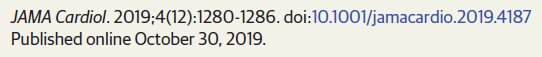 JAMA Cardiol. 2019;4(12):1280-1286. doi:10.1001/jamacardio.2019.4187
Published online October 30, 2019.